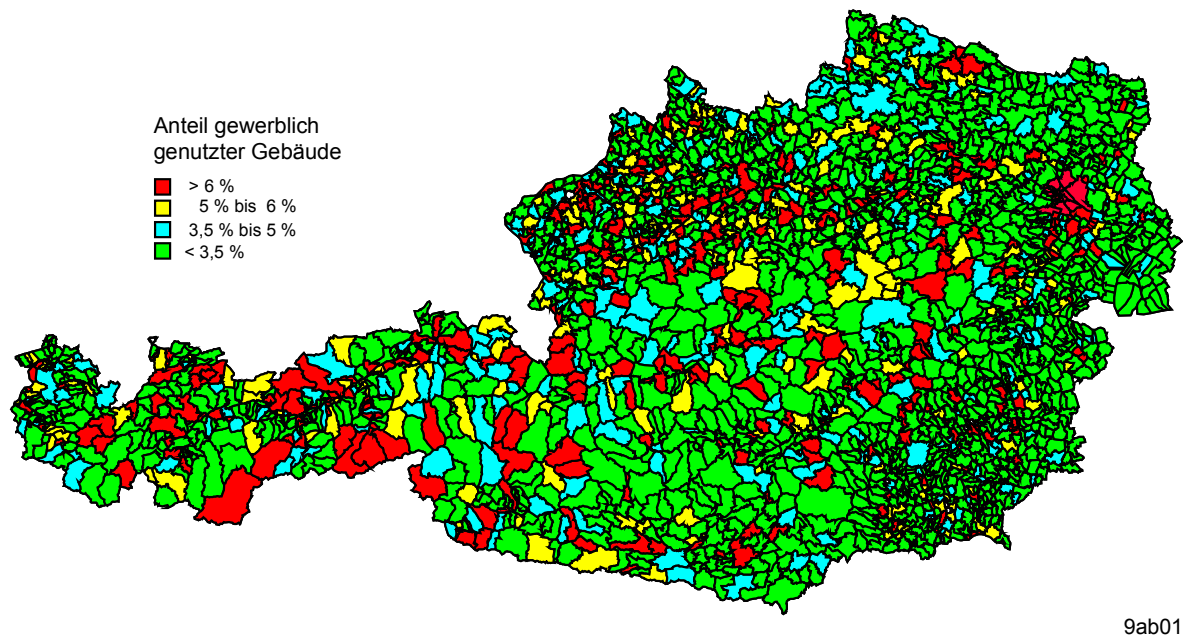 Anteil gewerblich
genutzter Gebäude
> 6 %
5 % bis 6 %
3,5 % bis 5 %
< 3,5 %
9ab01